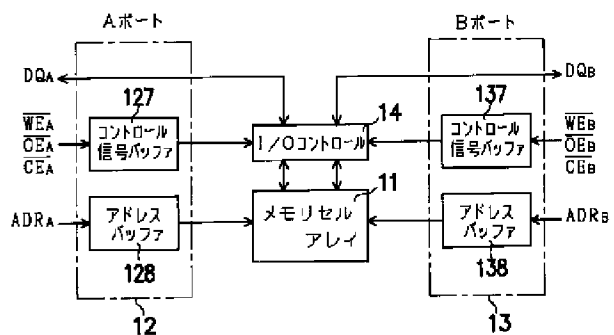 Aポート
Bポート
DQA
DQB
127
14
137
WEA
OEA
CEA
コントロール
信号バッファ
I/Oコントロール
コントロール
信号バッファ
WEB
OEB
CEB
11
ADRA
アドレス
バッファ
メモリセル
アレイ
アドレス
バッファ
ADRB
128
138
12
13